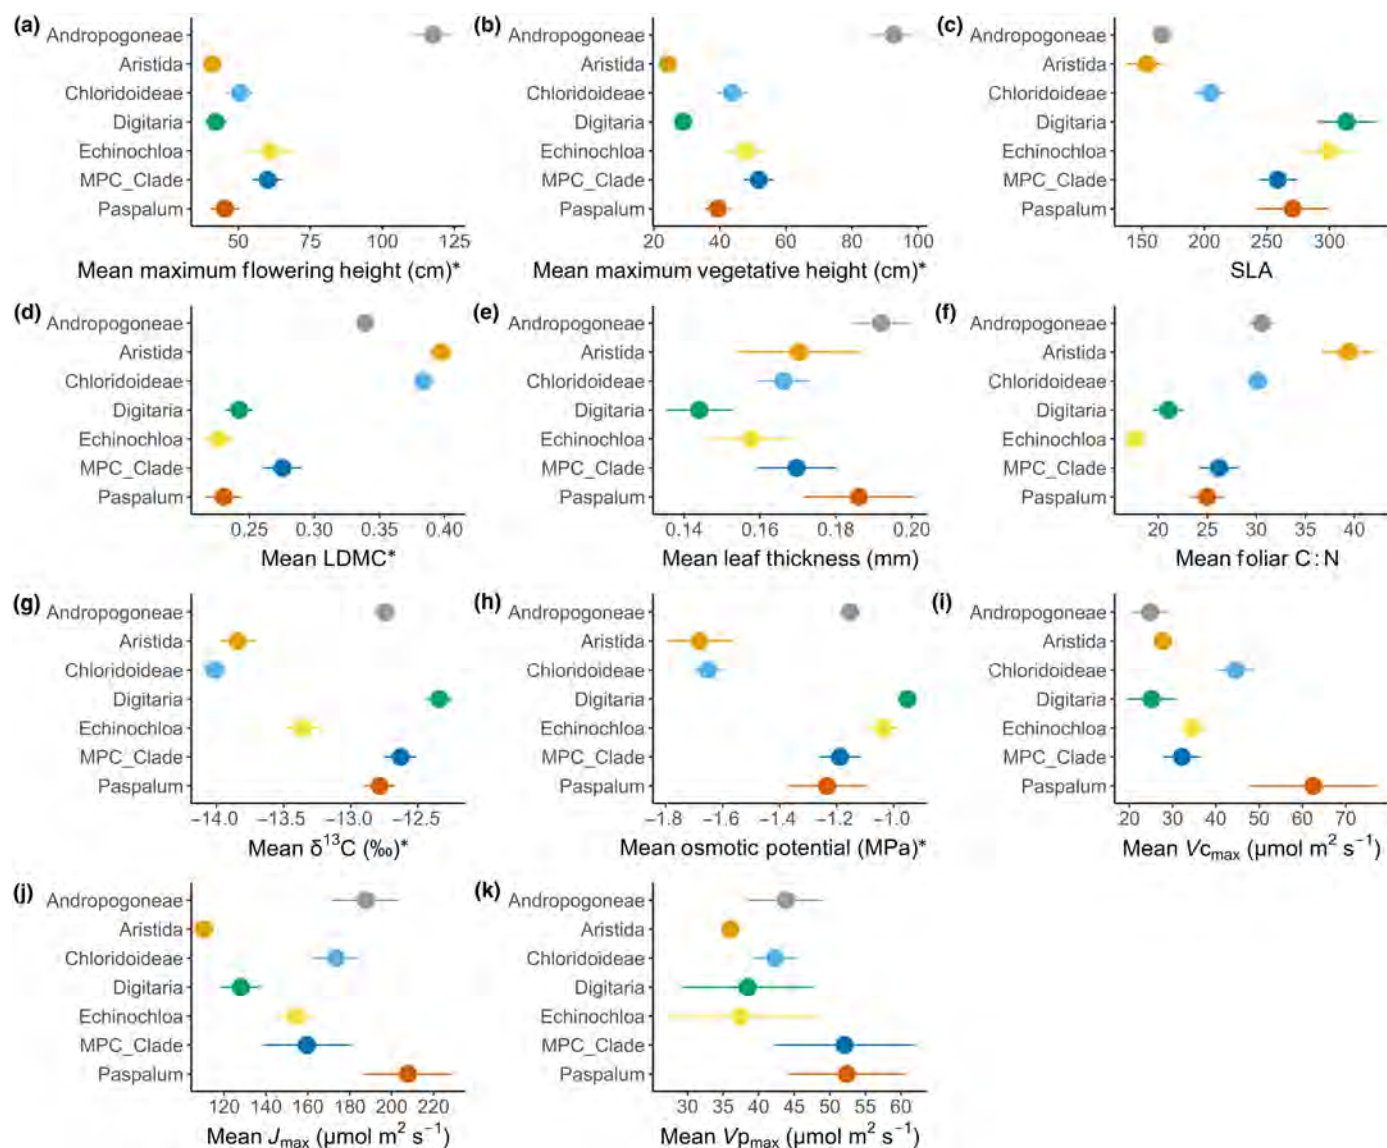 (a)
Andropogoneae
Aristida
Chloridoideae
Digitaria
Echinochloa
MPC_Clade
Paspalum
50 75 100 125
Mean maximum flowering height (cm)*
(b)
Andropogoneae
Aristida
Chloridoideae
Digitaria
Echinochloa
MPC_Clade
Paspalum
20 40 60 80 100
Mean maximum vegetative height (cm)*
(c)
Andropogoneae
Aristida
Chloridoideae
Digitaria
Echinochloa
MPC_Clade
Paspalum
150 200 250 300
SLA
(d)
Andropogoneae
Aristida
Chloridoideae
Digitaria
Echinochloa
MPC_Clade
Paspalum
0.25 0.30 0.35 0.40
Mean LDMC*
(e)
Andropogoneae
Aristida
Chloridoideae
Digitaria
Echinochloa
MPC_Clade
Paspalum
0.14 0.16 0.18 0.20
Mean leaf thickness (mm)
(f)
Andropogoneae
Aristida
Chloridoideae
Digitaria
Echinochloa
MPC_Clade
Paspalum
20 25 30 35 40
Mean foliar C:N
(g)
Andropogoneae
Aristida
Chloridoideae
Digitaria
Echinochloa
MPC_Clade
Paspalum
−14.0 −13.5 −13.0 −12.5
Mean δ¹³C (‰)*
(h)
Andropogoneae
Aristida
Chloridoideae
Digitaria
Echinochloa
MPC_Clade
Paspalum
−1.8 −1.6 −1.4 −1.2 −1.0
Mean osmotic potential (MPa)*
(i)
Andropogoneae
Aristida
Chloridoideae
Digitaria
Echinochloa
MPC_Clade
Paspalum
20 30 40 50 60 70
Mean Vcmax (µmol m² s⁻¹)
(j)
Andropogoneae
Aristida
Chloridoideae
Digitaria
Echinochloa
MPC_Clade
Paspalum
120 140 160 180 200 220
Mean Jmax (µmol m² s⁻¹)
(k)
Andropogoneae
Aristida
Chloridoideae
Digitaria
Echinochloa
MPC_Clade
Paspalum
30 35 40 45 50 55 60
Mean Vpmax (µmol m² s⁻¹)